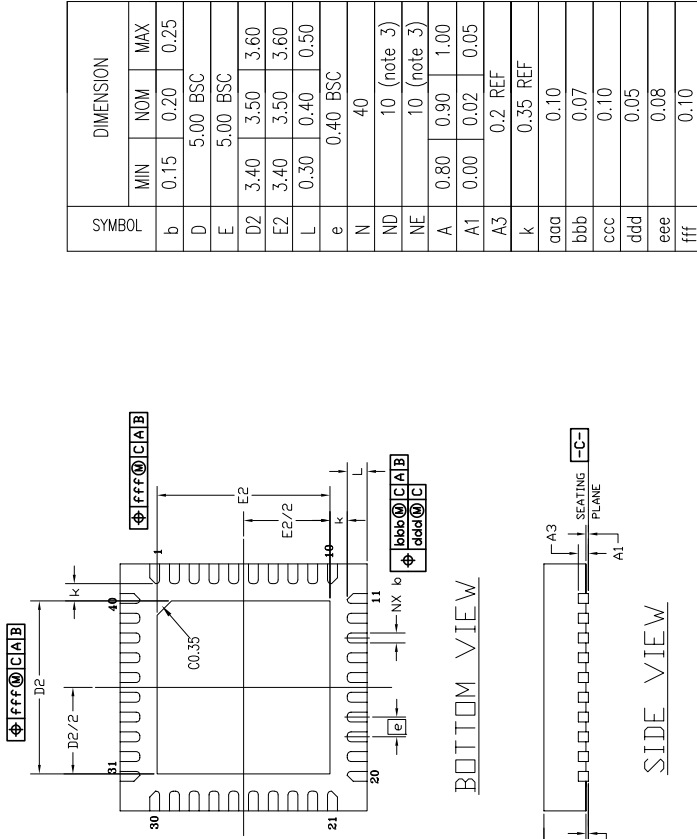 ⌖ fff Ⓜ C A B
D2
D2/2
k
40
31
⌖ fff Ⓜ C A B
1
30
C0.35
E2
E2/2
10
k
L
21
20
11
e
NX b
⌖ bbb Ⓜ C A B
ddd Ⓜ C
BOTTOM VIEW
A3
SEATING
PLANE
-C-
A1
SIDE VIEW
SYMBOL DIMENSION
MIN NOM MAX
b 0.15 0.20 0.25
D 5.00 BSC
E 5.00 BSC
D2 3.40 3.50 3.60
E2 3.40 3.50 3.60
L 0.30 0.40 0.50
e 0.40 BSC
N 40
ND 10 (note 3)
NE 10 (note 3)
A 0.80 0.90 1.00
A1 0.00 0.02 0.05
A3 0.2 REF
k 0.35 REF
aaa 0.10
bbb 0.07
ccc 0.10
ddd 0.05
eee 0.08
fff 0.10